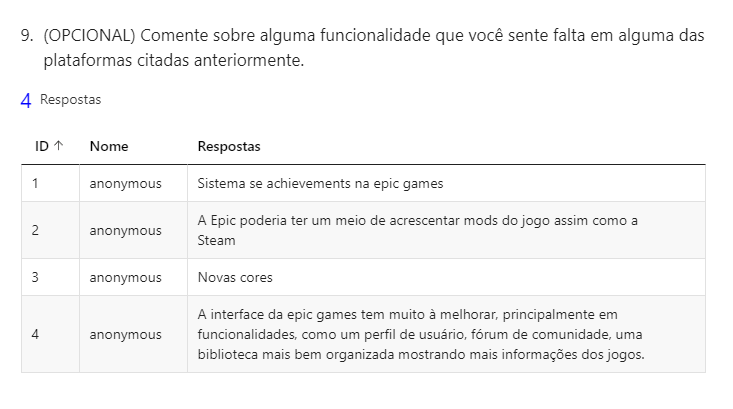 9. (OPCIONAL) Comente sobre alguma funcionalidade que você sente falta em alguma das
plataformas citadas anteriormente.
4 Respostas
ID ↑ Nome Respostas
1 anonymous Sistema se achievements na epic games
2 anonymous A Epic poderia ter um meio de acrescentar mods do jogo assim como a
Steam
3 anonymous Novas cores
4 anonymous A interface da epic games tem muito à melhorar, principalmente em
funcionalidades, como um perfil de usuário, fórum de comunidade, uma
biblioteca mais bem organizada mostrando mais informações dos jogos.